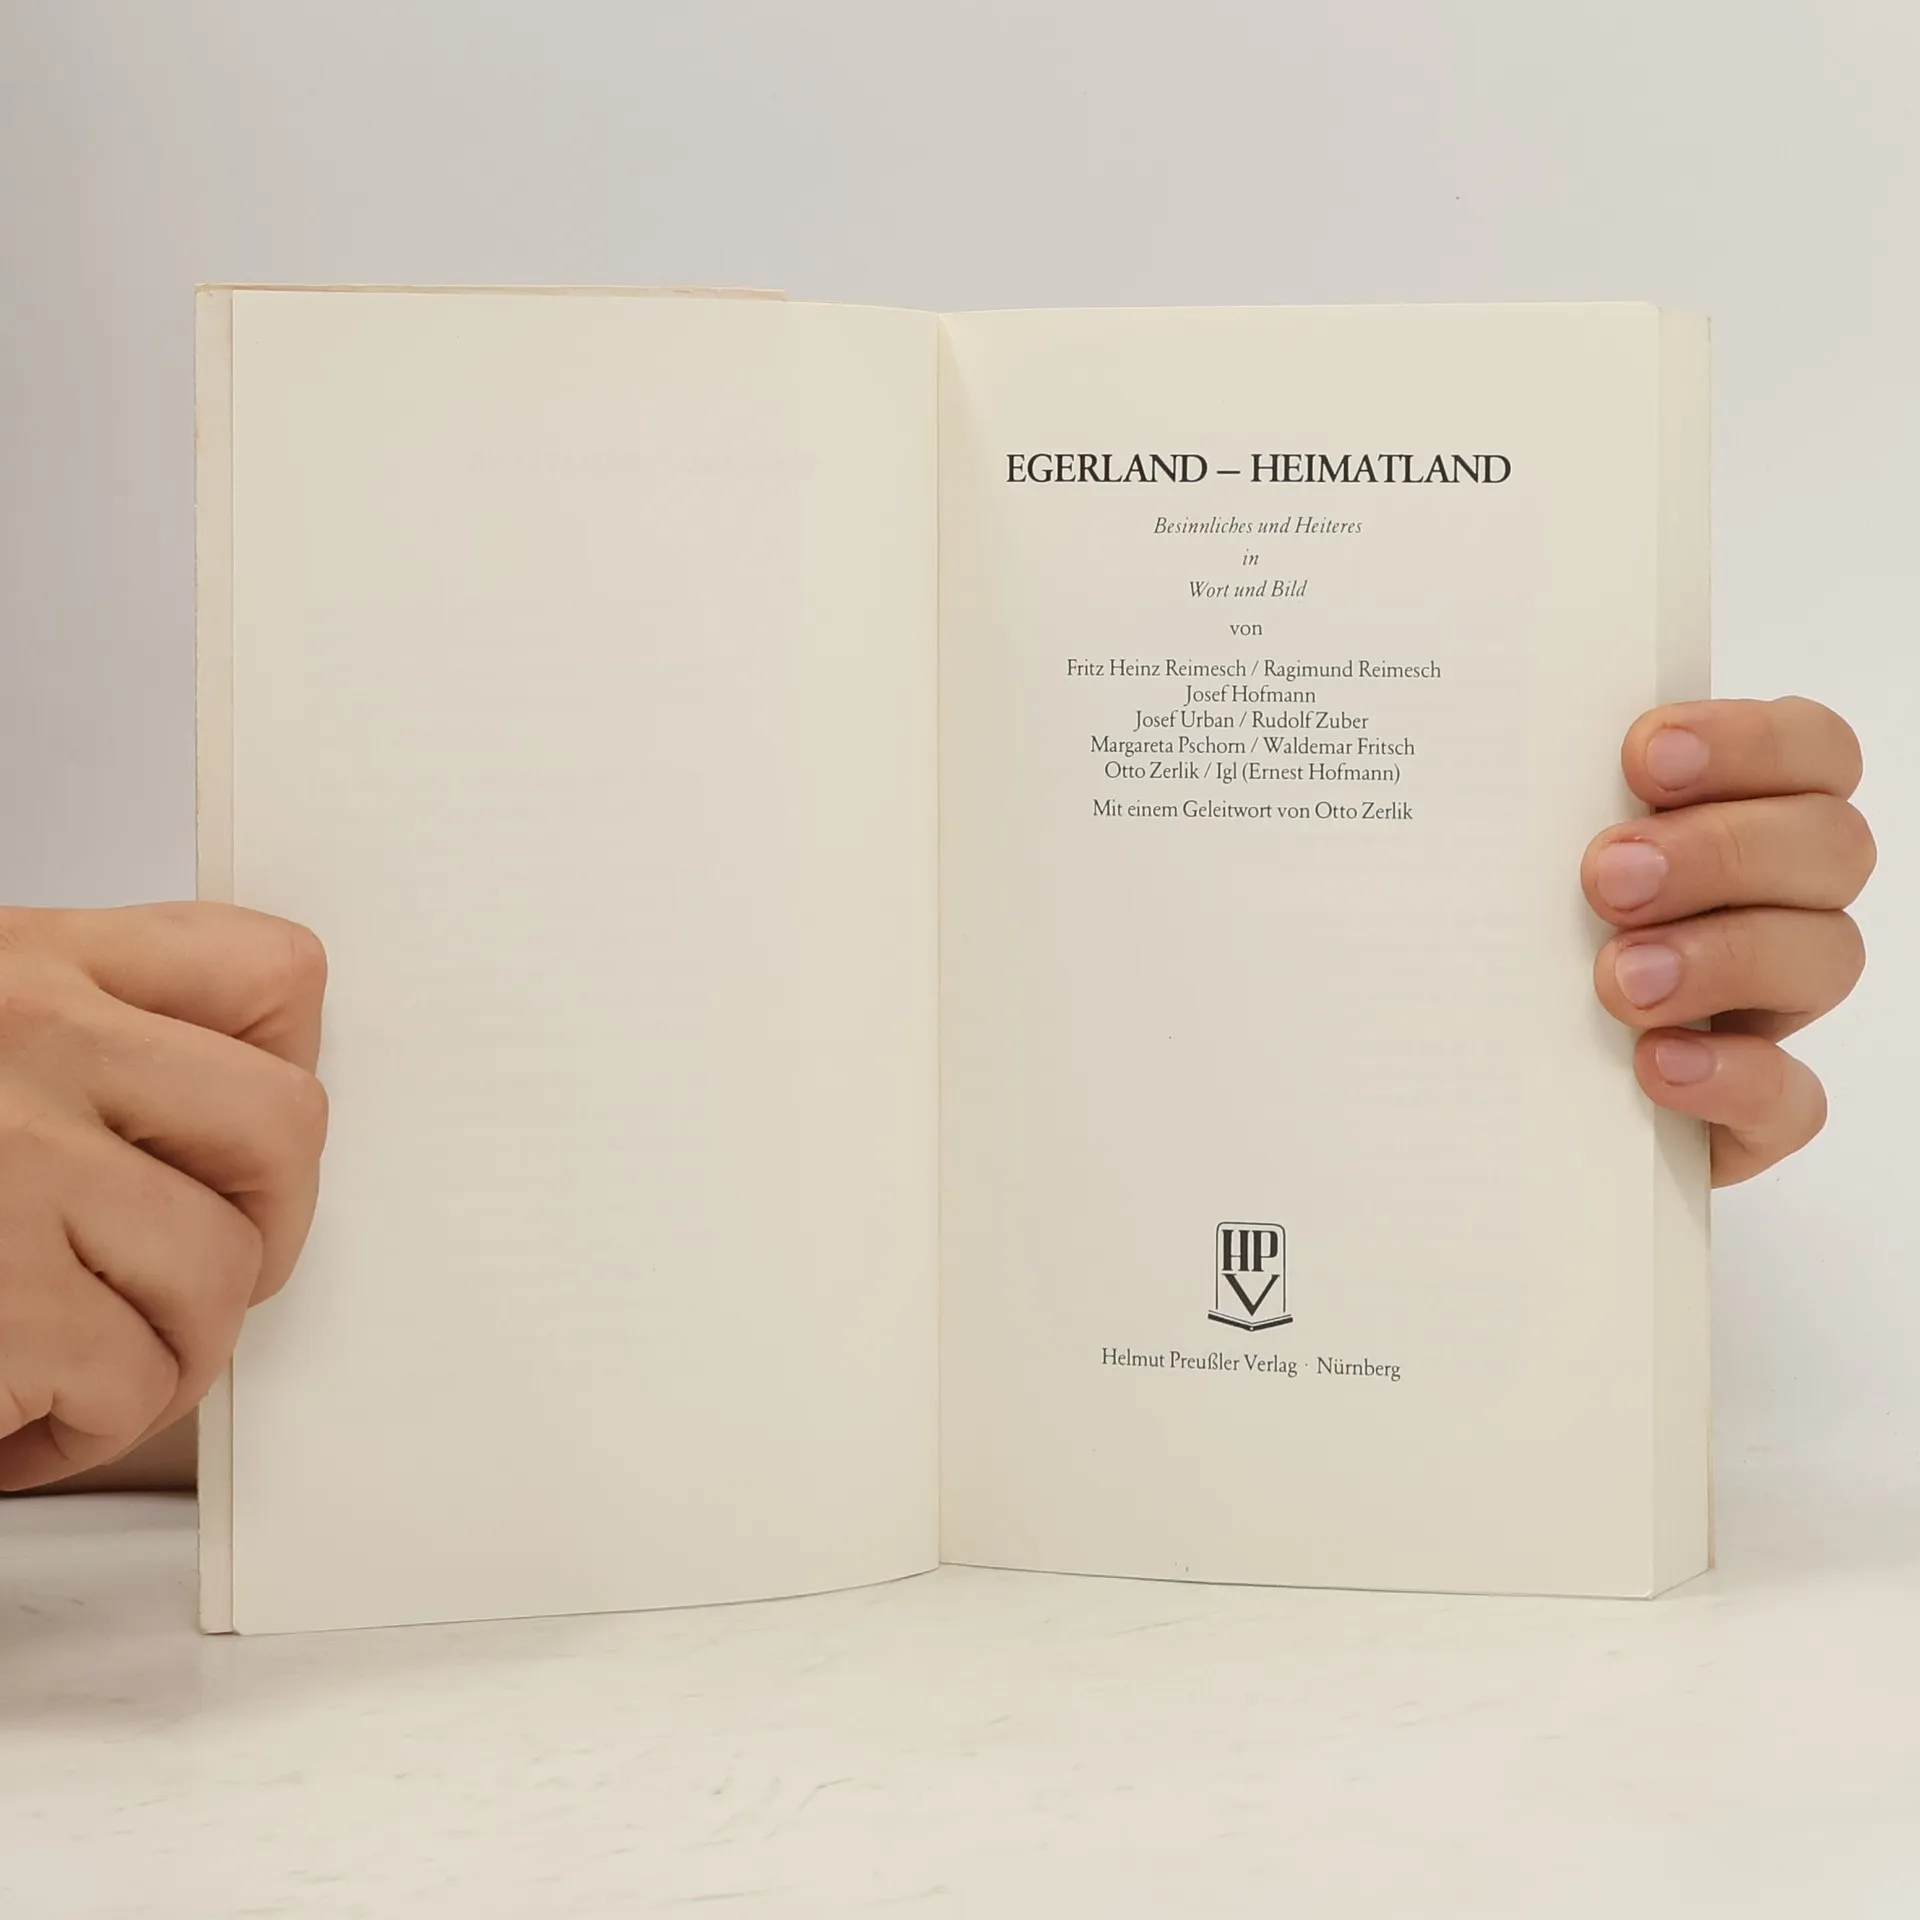 EGERLAND – HEIMATLAND
Besinnliches und Heiteres
in
Wort und Bild
von
Fritz Heinz Reimesch / Ragimund Reimesch
Josef Hofmann
Josef Urban / Rudolf Zuber
Margareta Pschorn / Waldemar Fritsch
Otto Zerlik / Igl (Ernest Hofmann)
Mit einem Geleitwort von Otto Zerlik
HP
V
Helmut Preußler Verlag · Nürnberg